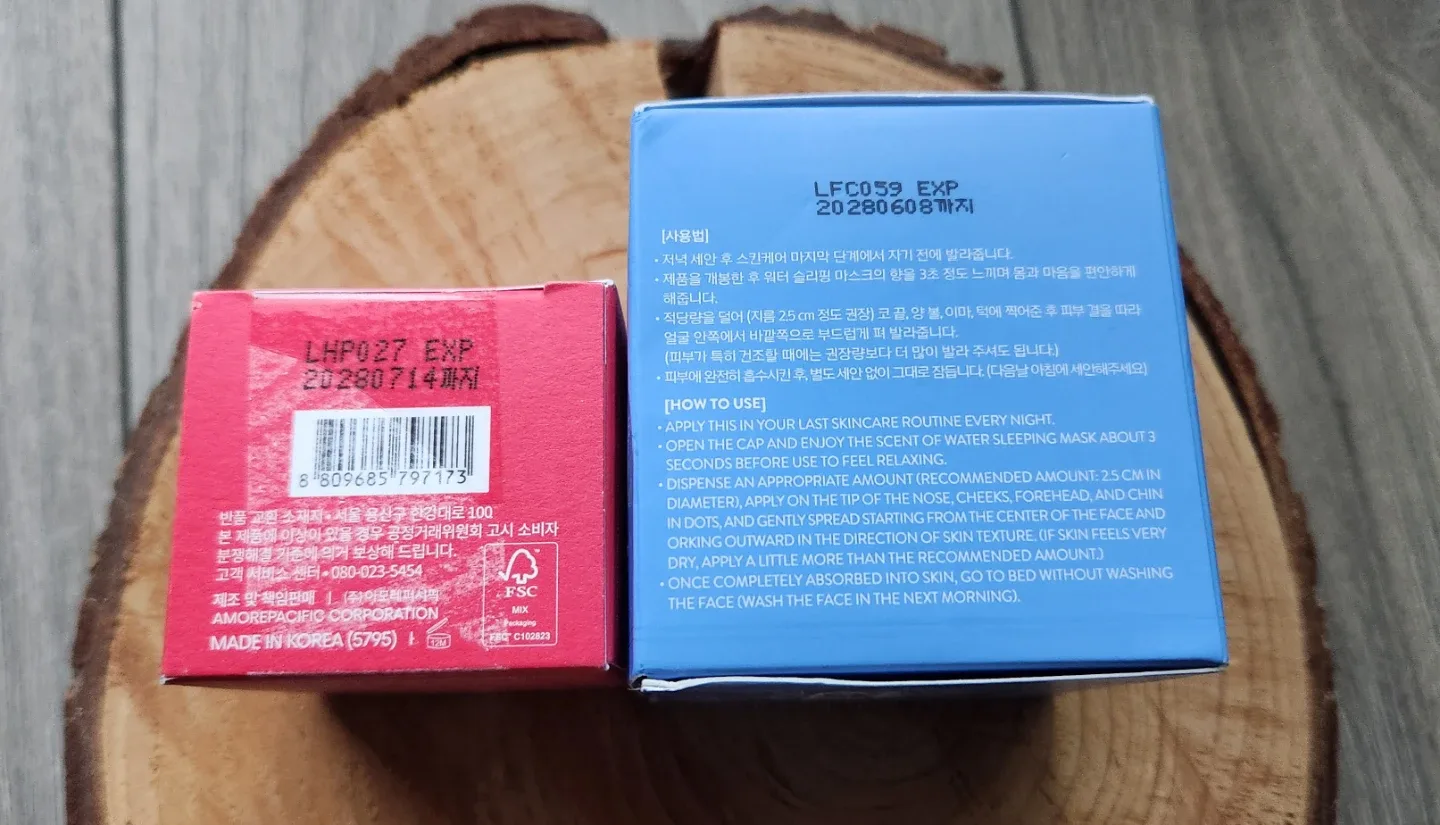 LHP027 EXP
20280714까지
8 809685 797173
반품 교환 소재지 • 서울 용산구 한강대로 100
본 제품에 이상이 있을 경우 공정거래위원회 고시 소비자
분쟁해결 기준에 의거 보상해 드립니다.
고객 서비스 센터 • 080-023-5454
제조 및 책임판매 | (주)아모레퍼시픽
AMOREPACIFIC CORPORATION
MADE IN KOREA (5795)
12M
FSC
MIX
Packaging
FSC® C102823
LFC059 EXP
20280608까지
[사용법]
• 저녁 세안 후 스킨케어 마지막 단계에서 자기 전에 발라줍니다.
• 제품을 개봉한 후 워터 슬리핑 마스크의 향을 3초 정도 느끼며 몸과 마음을 편안하게
해줍니다.
• 적당량을 덜어 (지름 2.5 cm 정도 권장) 코 끝, 양 볼, 이마, 턱에 찍어준 후 피부 결을 따라
얼굴 안쪽에서 바깥쪽으로 부드럽게 펴 발라줍니다.
(피부가 특히 건조할 때에는 권장량보다 더 많이 발라 주셔도 됩니다.)
• 피부에 완전히 흡수시킨 후, 별도 세안 없이 그대로 잠듭니다. (다음날 아침에 세안해주세요)
[HOW TO USE]
• APPLY THIS IN YOUR LAST SKINCARE ROUTINE EVERY NIGHT.
• OPEN THE CAP AND ENJOY THE SCENT OF WATER SLEEPING MASK ABOUT 3
SECONDS BEFORE USE TO FEEL RELAXING.
• DISPENSE AN APPROPRIATE AMOUNT (RECOMMENDED AMOUNT: 2.5 CM IN
DIAMETER), APPLY ON THE TIP OF THE NOSE, CHEEKS, FOREHEAD, AND CHIN
IN DOTS, AND GENTLY SPREAD STARTING FROM THE CENTER OF THE FACE AND
ORKING OUTWARD IN THE DIRECTION OF SKIN TEXTURE. (IF SKIN FEELS VERY
DRY, APPLY A LITTLE MORE THAN THE RECOMMENDED AMOUNT.)
• ONCE COMPLETELY ABSORBED INTO SKIN, GO TO BED WITHOUT WASHING
THE FACE (WASH THE FACE IN THE NEXT MORNING).